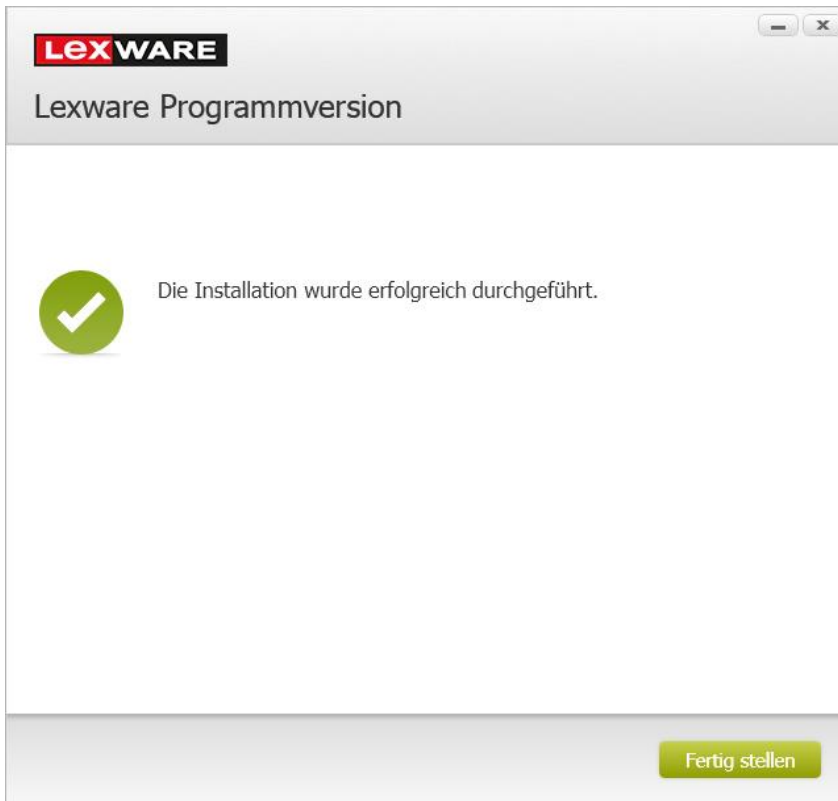 LexWARE
Lexware Programmversion
Die Installation wurde erfolgreich durchgeführt.
Fertig stellen